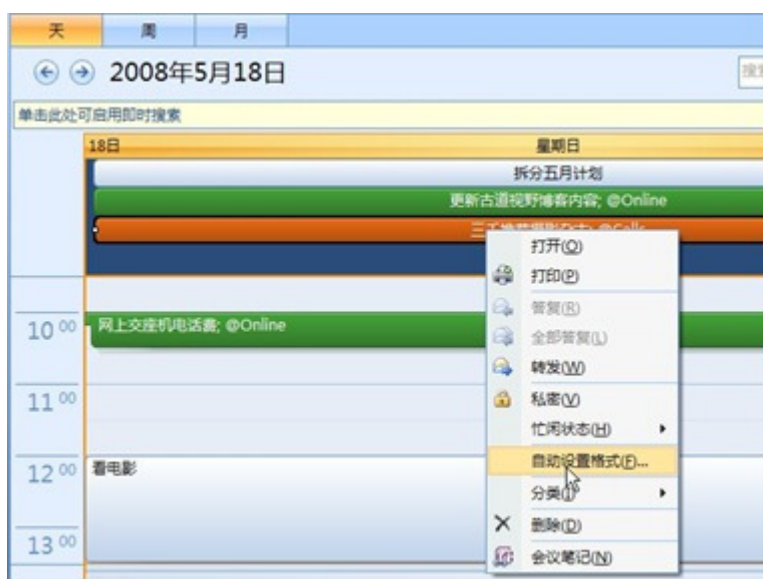 天 周 月
2008年5月18日
单击此处可启用即时搜索
18日 星期日
拆分五月计划
更新古道视野博客内容; @Online
打开(O)
打印(P)
答复(R)
全部答复(L)
转发(W)
私密(V)
忙闲状态(H)
自动设置格式(F)...
分类(I)
删除(D)
会议笔记(N)
10 00
网上交座机电话费; @Online
11 00
12 00
看电影
13 00